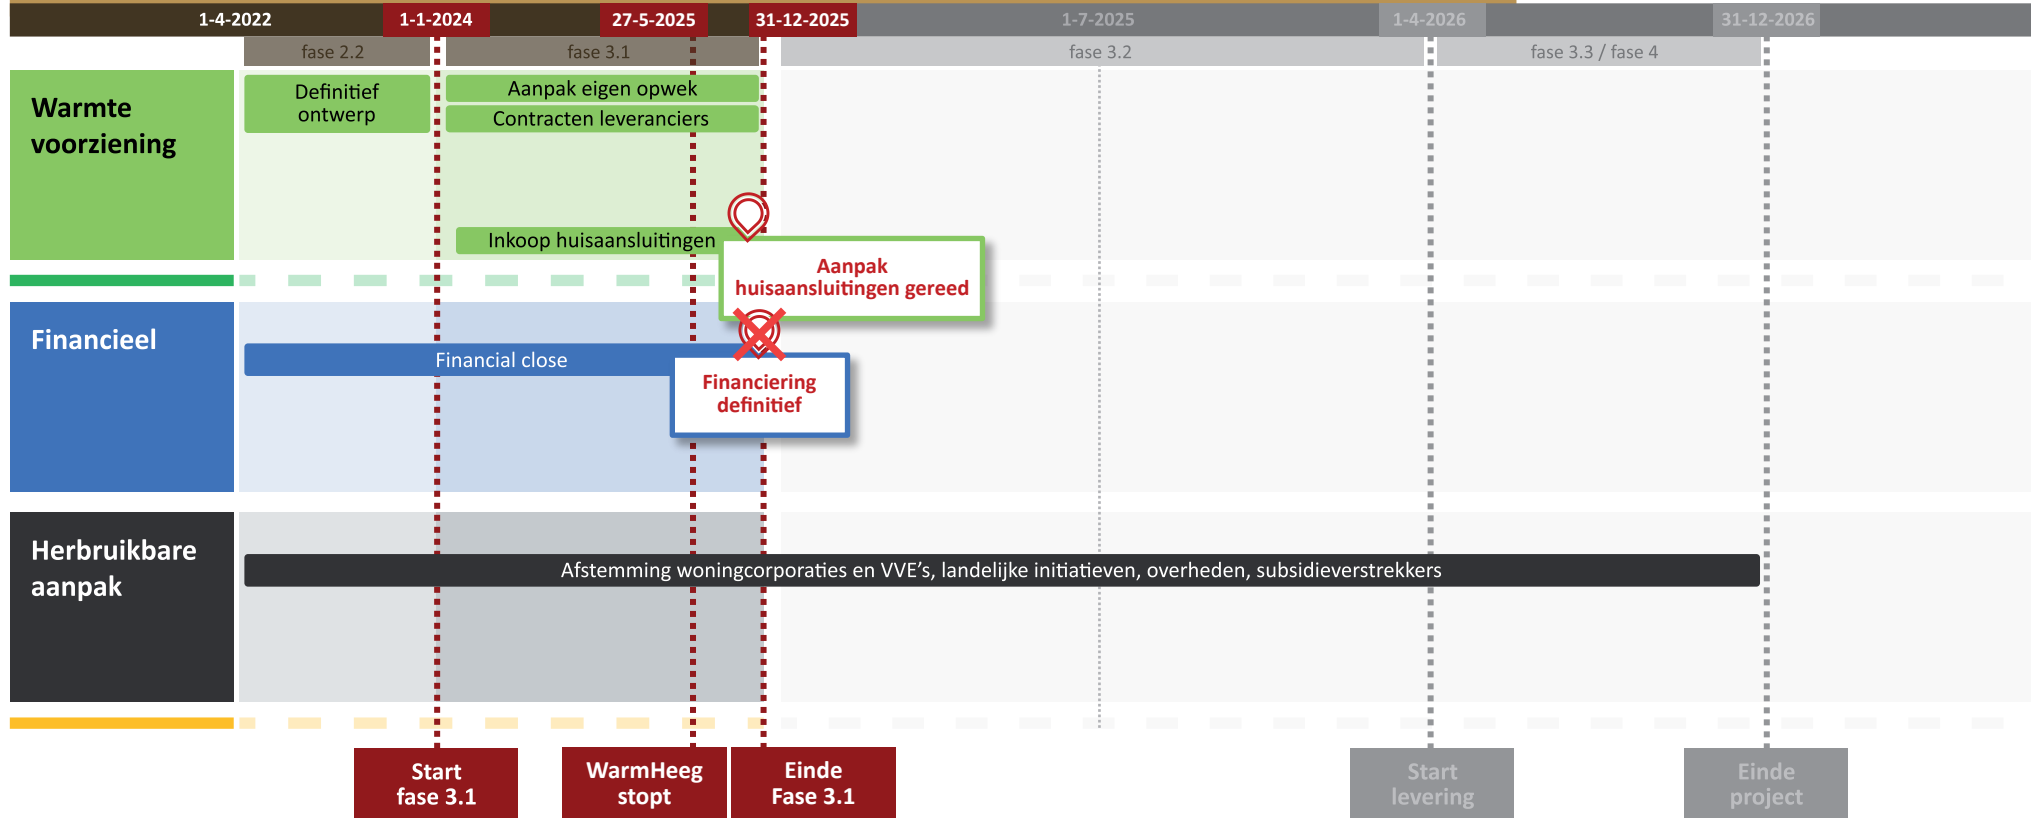 1-4-2022
1-1-2024
27-5-2025
31-12-2025
1-7-2025
1-4-2026
31-12-2026
fase 2.2
fase 3.1
fase 3.2
fase 3.3 / fase 4
Warmte
voorziening
Definitief
ontwerp
Aanpak eigen opwek
Contracten leveranciers
Inkoop huisaansluitingen
Aanpak
huisaansluitingen gereed
Financieel
Financial close
Financiering
definitief
Herbruikbare
aanpak
Afstemming woningcorporaties en VVE's, landelijke initiatieven, overheden, subsidieverstrekkers
Start
fase 3.1
WarmHeeg
stopt
Einde
Fase 3.1
Start
levering
Einde
project